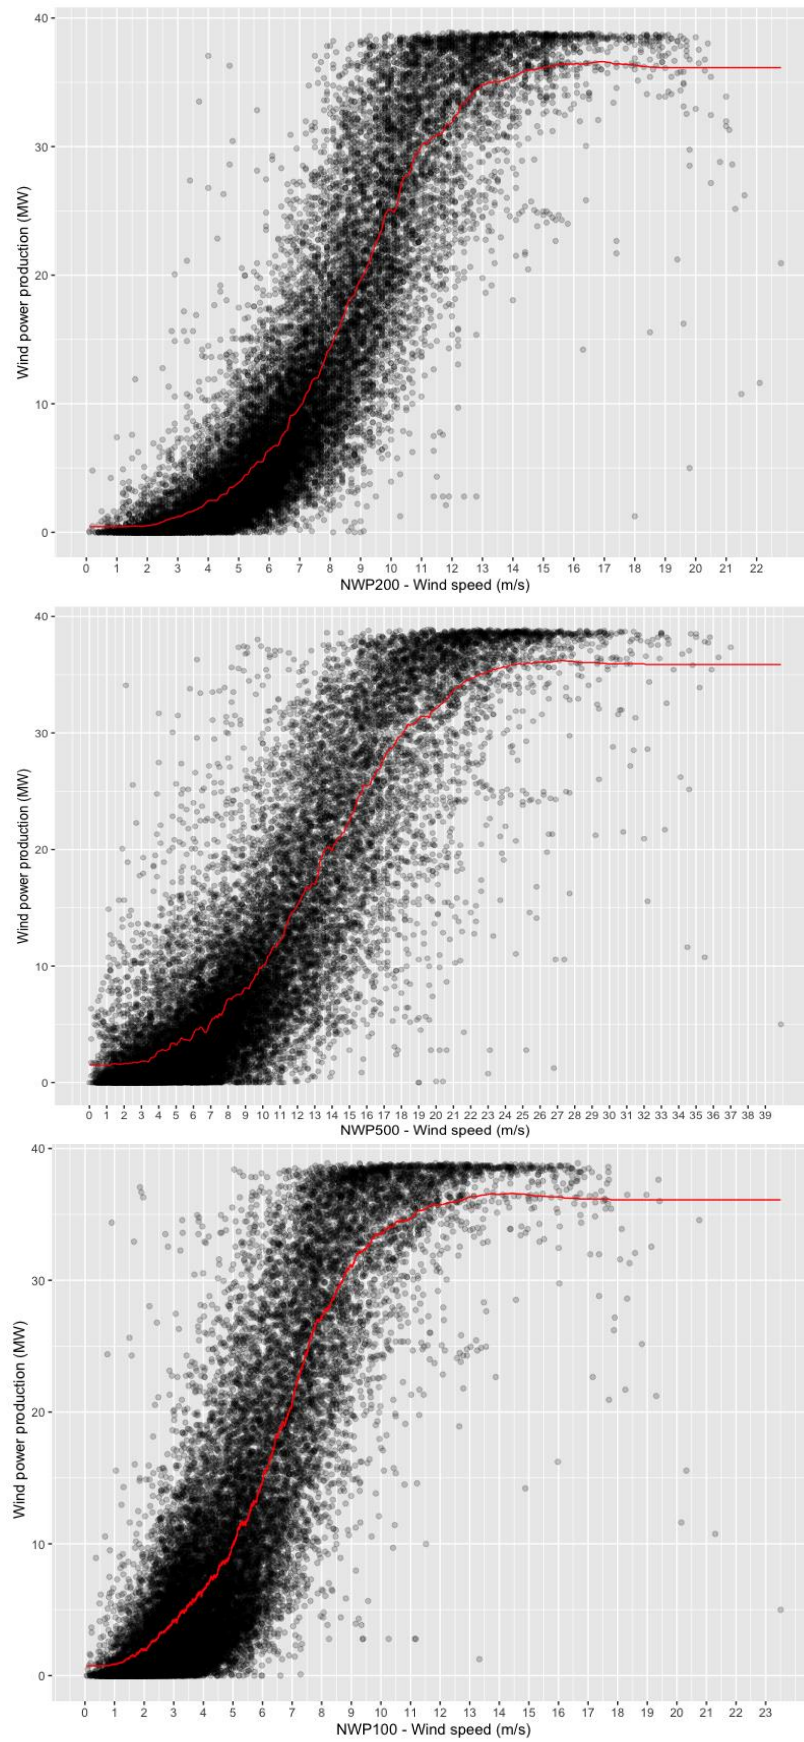 40
30
20
10
0
Wind power production (MW)
0 1 2 3 4 5 6 7 8 9 10 11 12 13 14 15 16 17 18 19 20 21 22
NWP200 - Wind speed (m/s)
40
30
20
10
0
Wind power production (MW)
0 1 2 3 4 5 6 7 8 9 10 11 12 13 14 15 16 17 18 19 20 21 22 23 24 25 26 27 28 29 30 31 32 33 34 35 36 37 38 39
NWP500 - Wind speed (m/s)
40
30
20
10
0
Wind power production (MW)
0 1 2 3 4 5 6 7 8 9 10 11 12 13 14 15 16 17 18 19 20 21 22 23
NWP100 - Wind speed (m/s)